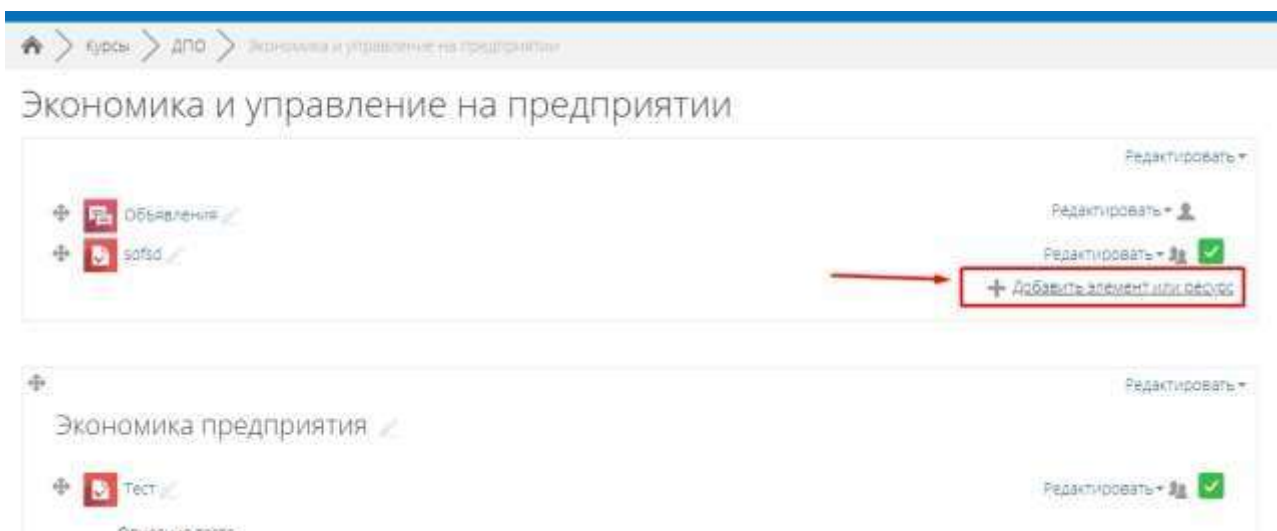 Курсы ДПО Экономика и управление на предприятии
Экономика и управление на предприятии
Редактировать
Объявления Редактировать
sofsd Редактировать
Добавить элемент или ресурс
Редактировать
Экономика предприятия
Тест Редактировать